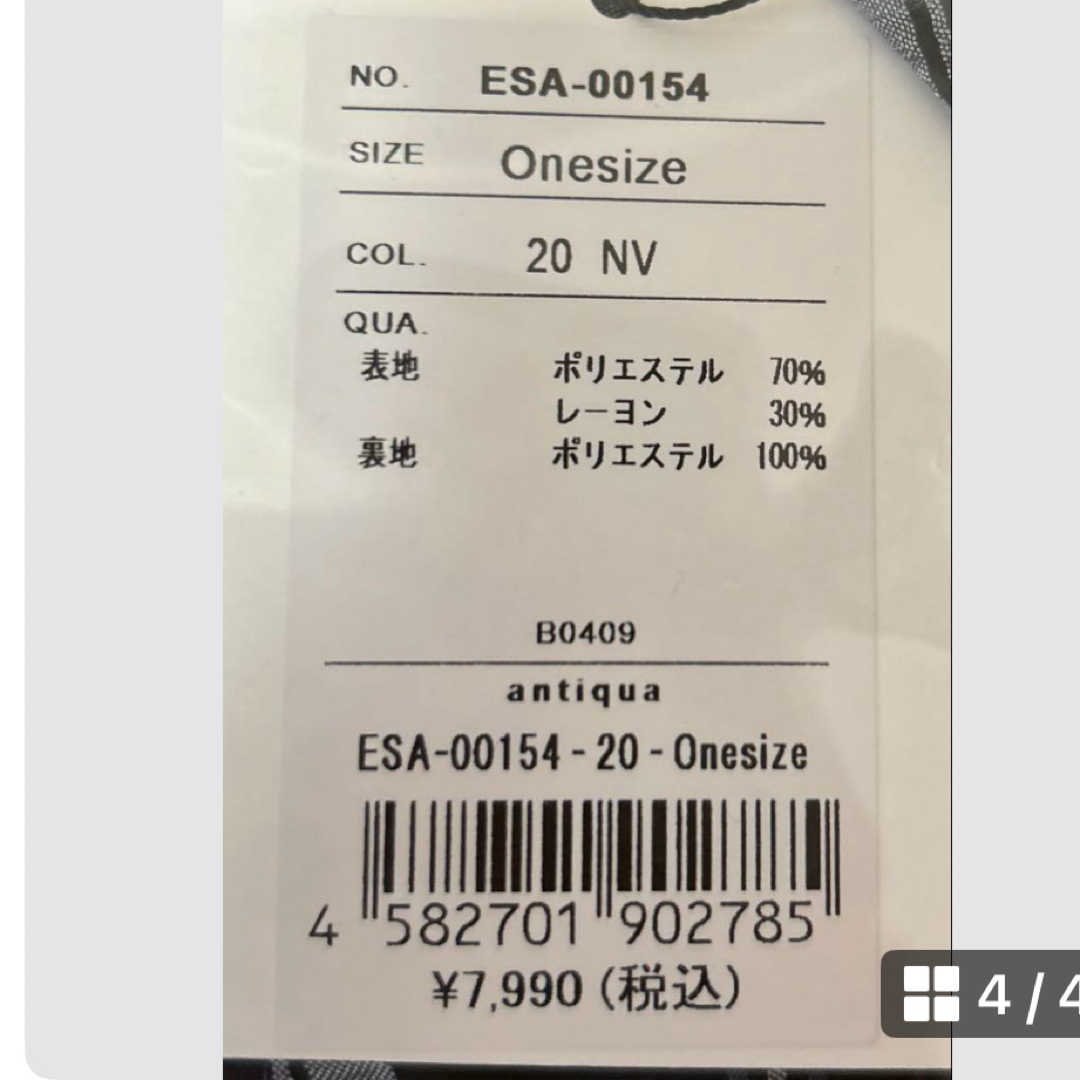 NO. ESA-00154
SIZE Onesize
COL. 20 NV
QUA.
表地 ポリエステル 70%
レーヨン 30%
裏地 ポリエステル 100%
B0409
antiqua
ESA-00154-20-Onesize
4 582701 902785
¥7,990(税込)
4 / 4